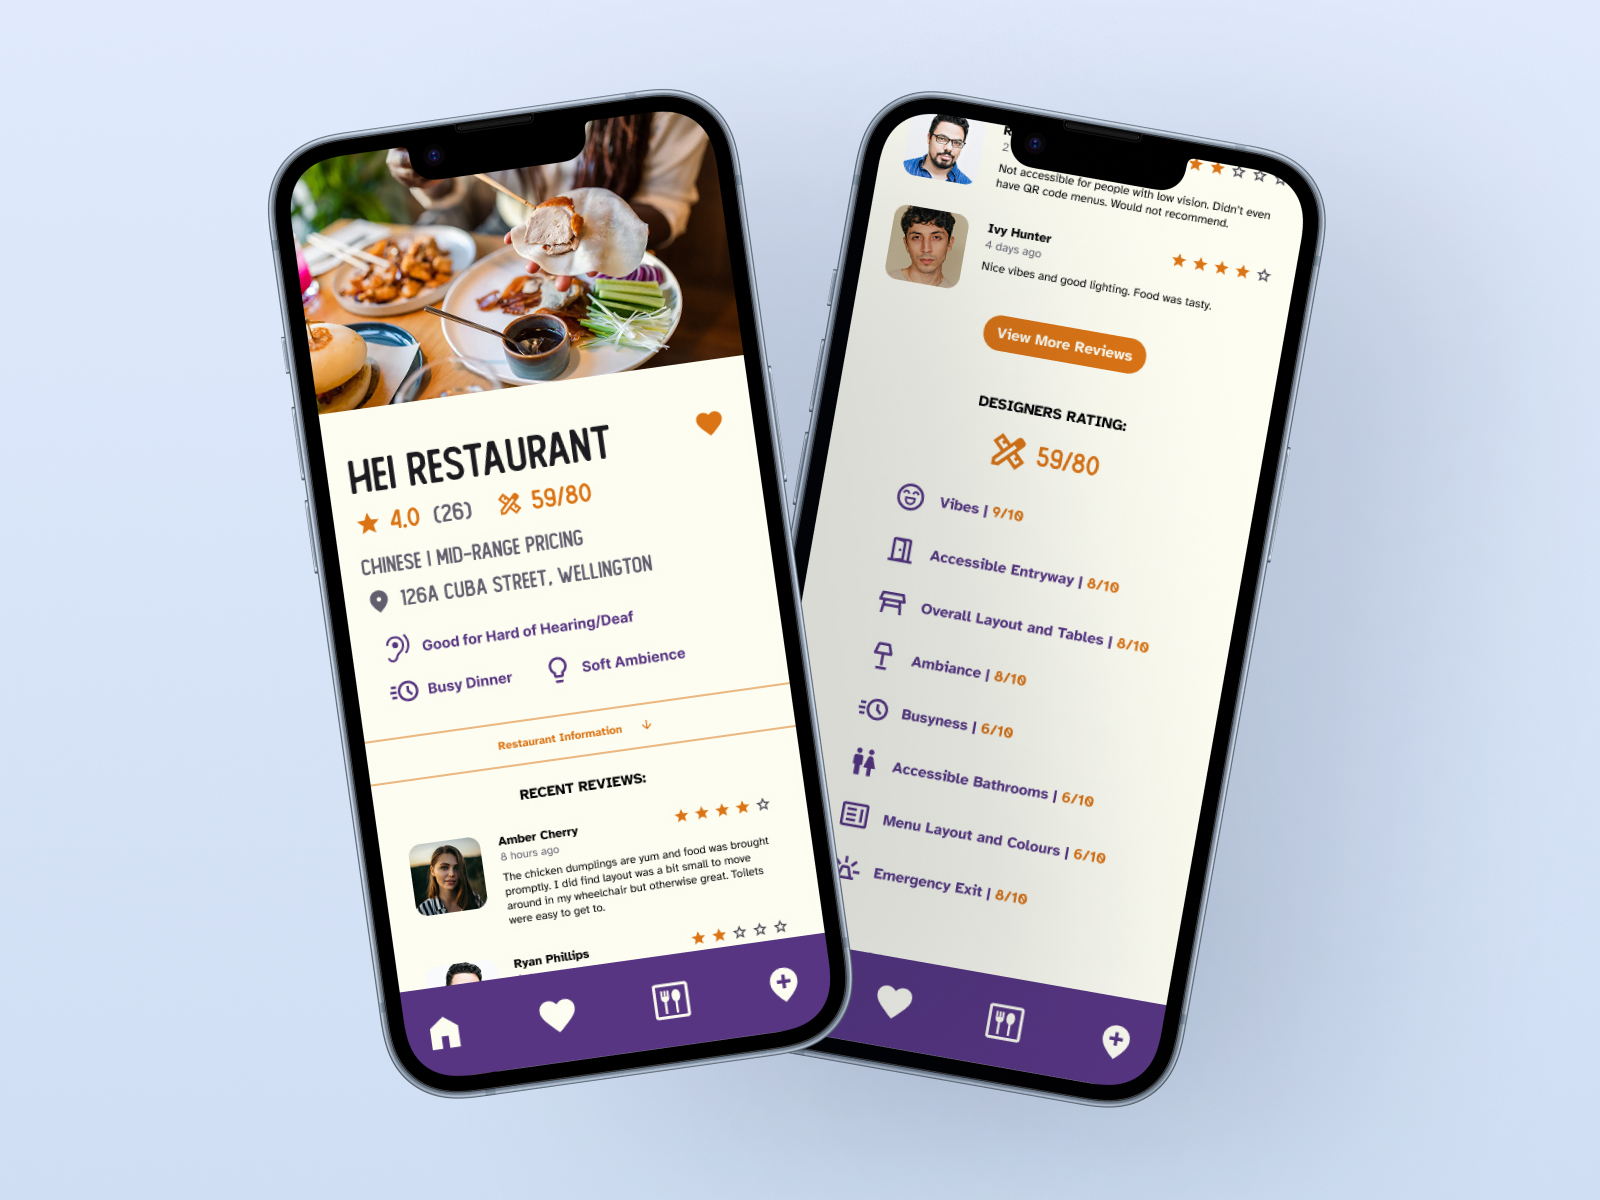 HEI RESTAURANT
4.0 (26) 59/80
CHINESE | MID-RANGE PRICING
126A CUBA STREET, WELLINGTON
Good for Hard of Hearing/Deaf
Busy Dinner
Soft Ambience
Restaurant Information
RECENT REVIEWS:
Amber Cherry
8 hours ago
The chicken dumplings are yum and food was brought
promptly. I did find layout was a bit small to move
around in my wheelchair but otherwise great. Toilets
were easy to get to.
Ryan Phillips
Not accessible for people with low vision. Didn't even
have QR code menus. Would not recommend.
Ivy Hunter
4 days ago
Nice vibes and good lighting. Food was tasty.
View More Reviews
DESIGNERS RATING:
59/80
Vibes | 9/10
Accessible Entryway | 8/10
Overall Layout and Tables | 8/10
Ambiance | 8/10
Busyness | 6/10
Accessible Bathrooms | 6/10
Menu Layout and Colours | 6/10
Emergency Exit | 8/10